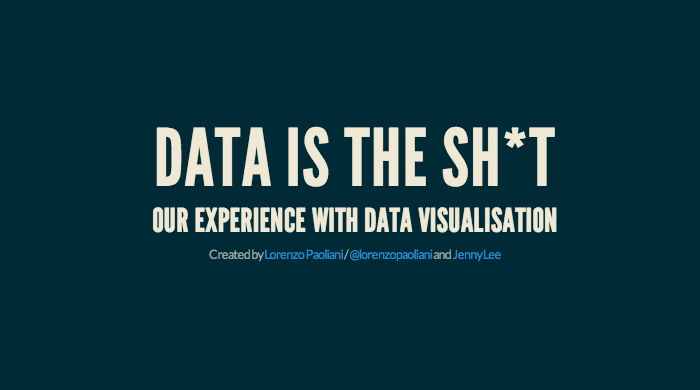 DATA IS THE SH*T
OUR EXPERIENCE WITH DATA VISUALISATION
Created by Lorenzo Paoliani / @lorenzopaoliani and Jenny Lee